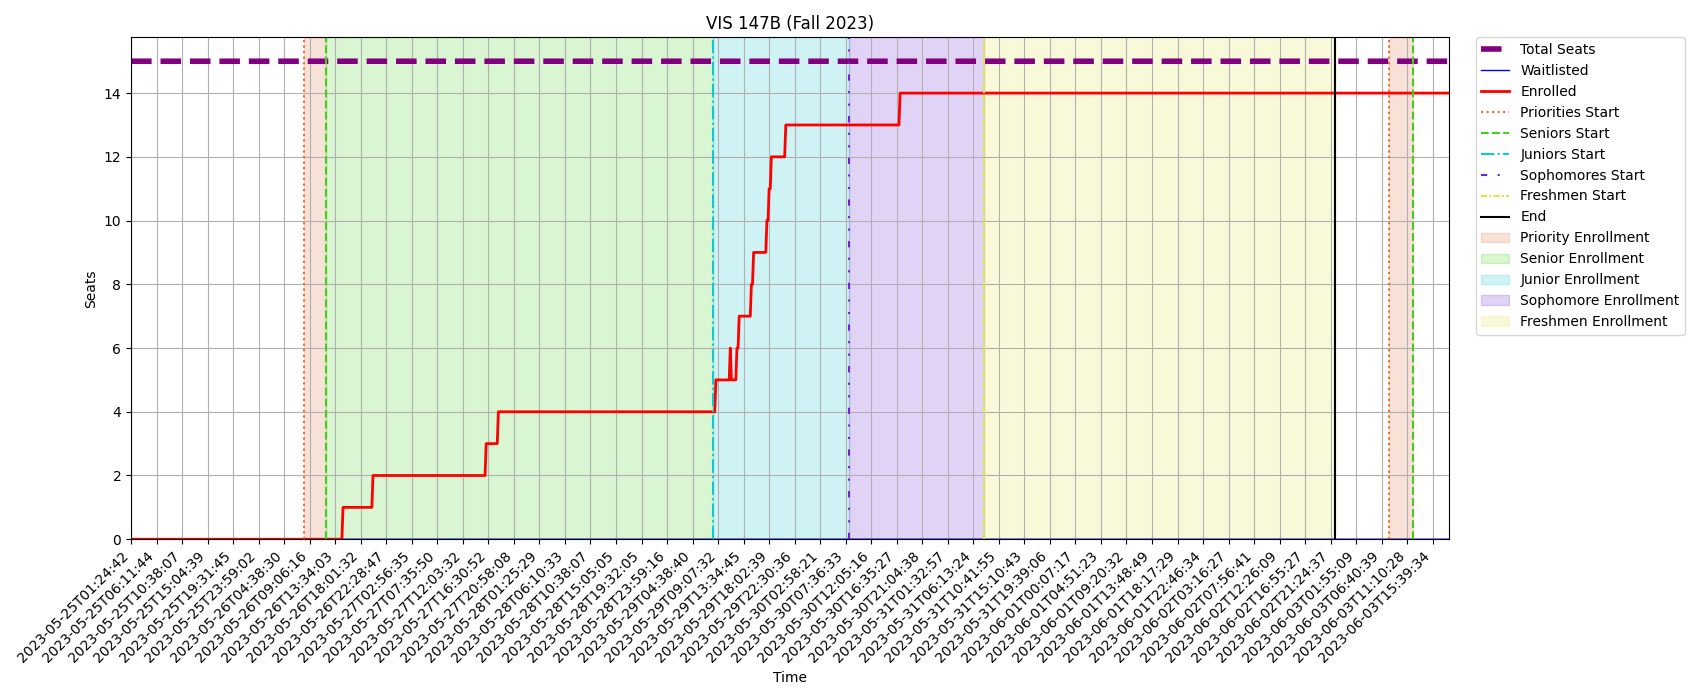 VIS 147B (Fall 2023)
Seats
14
12
10
8
6
4
2
0
2023-05-25T01:24:42
2023-05-25T06:11:44
2023-05-25T10:38:07
2023-05-25T15:04:39
2023-05-25T19:31:45
2023-05-25T23:59:02
2023-05-26T04:38:30
2023-05-26T09:06:16
2023-05-26T13:34:03
2023-05-26T18:01:32
2023-05-26T22:28:47
2023-05-27T02:56:35
2023-05-27T07:35:50
2023-05-27T12:03:32
2023-05-27T16:30:52
2023-05-27T20:58:08
2023-05-28T01:25:29
2023-05-28T06:10:33
2023-05-28T10:38:07
2023-05-28T15:05:05
2023-05-28T19:32:05
2023-05-28T23:59:16
2023-05-29T04:38:40
2023-05-29T09:07:32
2023-05-29T13:34:45
2023-05-29T18:02:39
2023-05-29T22:30:36
2023-05-30T02:58:21
2023-05-30T07:36:33
2023-05-30T12:05:16
2023-05-30T16:35:27
2023-05-30T21:04:38
2023-05-31T01:32:57
2023-05-31T06:13:24
2023-05-31T10:41:55
2023-05-31T15:10:43
2023-05-31T19:39:06
2023-06-01T00:07:17
2023-06-01T04:51:23
2023-06-01T09:20:32
2023-06-01T13:48:49
2023-06-01T18:17:29
2023-06-01T22:46:34
2023-06-02T03:16:27
2023-06-02T07:56:41
2023-06-02T12:26:09
2023-06-02T16:55:27
2023-06-02T21:24:37
2023-06-03T01:55:09
2023-06-03T06:40:39
2023-06-03T11:10:28
2023-06-03T15:39:34
Time
Total Seats
Waitlisted
Enrolled
Priorities Start
Seniors Start
Juniors Start
Sophomores Start
Freshmen Start
End
Priority Enrollment
Senior Enrollment
Junior Enrollment
Sophomore Enrollment
Freshmen Enrollment